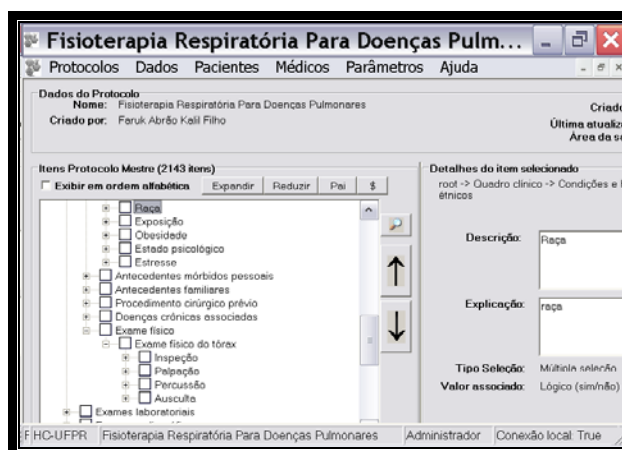 Fisioterapia Respiratória Para Doenças Pulm...
Protocolos Dados Pacientes Médicos Parâmetros Ajuda
Dados do Protocolo
Nome: Fisioterapia Respiratória Para Doenças Pulmonares
Criado
Criado por: Faruk Abrão Kalil Filho
Última atualiz
Área da s
Itens Protocolo Mestre (2143 itens)
Exibir em ordem alfabética Expandir Reduzir Pai $
Raça
Exposição
Obesidade
Estado psicológico
Estresse
Antecedentes mórbidos pessoais
Antecedentes familiares
Procedimento cirúrgico prévio
Doenças crônicas associadas
Exame físico
Exame físico do tórax
Inspeção
Palpação
Percussão
Ausculta
Exames laboratoriais
Detalhes do item selecionado
root -> Quadro clínico -> Condições e
étnicos
Descrição: Raça
Explicação: raça
Tipo Seleção: Múltipla seleção
Valor associado: Lógico (sim/não)
HC-UFPR Fisioterapia Respiratória Para Doenças Pulmonares Administrador Conexão local: True